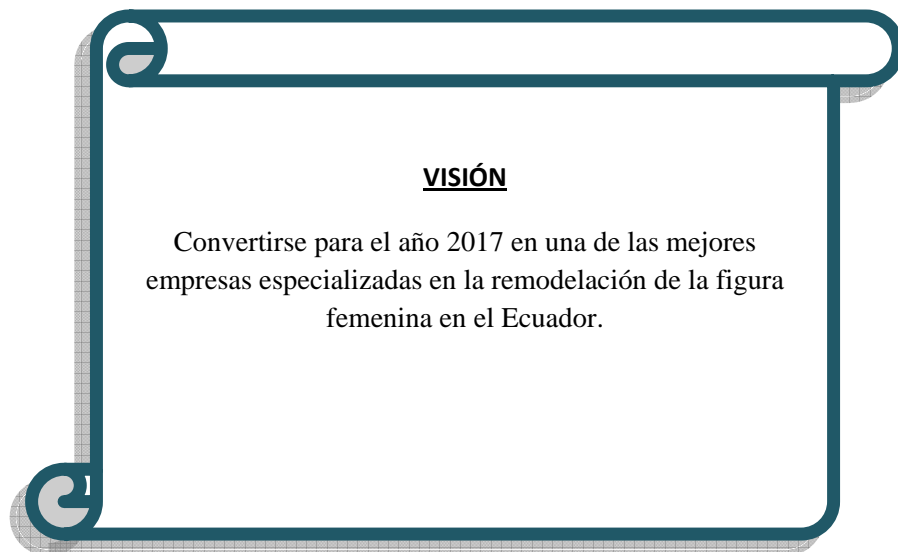 VISIÓN
Convertirse para el año 2017 en una de las mejores
empresas especializadas en la remodelación de la figura
femenina en el Ecuador.